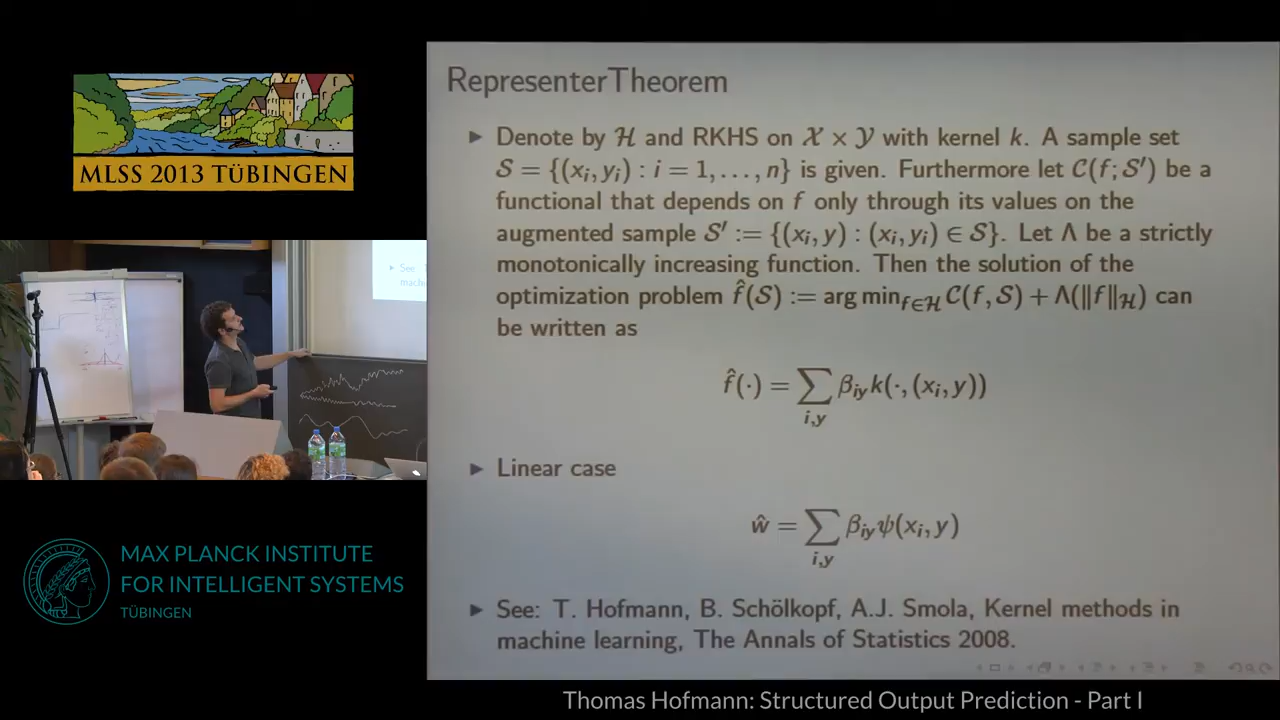 MLSS 2013 TÜBINGEN
MAX PLANCK INSTITUTE
FOR INTELLIGENT SYSTEMS
TÜBINGEN
RepresenterTheorem
▶ Denote by ℋ and RKHS on 𝒳 × 𝒴 with kernel k. A sample set
𝒮 = {(xᵢ, yᵢ) : i = 1, . . . , n} is given. Furthermore let 𝒞(f; 𝒮′) be a
functional that depends on f only through its values on the
augmented sample 𝒮′ := {(xᵢ, y) : (xᵢ, yᵢ) ∈ 𝒮}. Let Λ be a strictly
monotonically increasing function. Then the solution of the
optimization problem f̂(𝒮) := arg min_{f∈ℋ} 𝒞(f, 𝒮) + Λ(‖f‖_ℋ) can
be written as
f̂(·) = ∑_{i,y} β_{iy} k(·, (xᵢ, y))
▶ Linear case
ŵ = ∑_{i,y} β_{iy} ψ(xᵢ, y)
▶ See: T. Hofmann, B. Schölkopf, A.J. Smola, Kernel methods in
machine learning, The Annals of Statistics 2008.
Thomas Hofmann: Structured Output Prediction - Part I